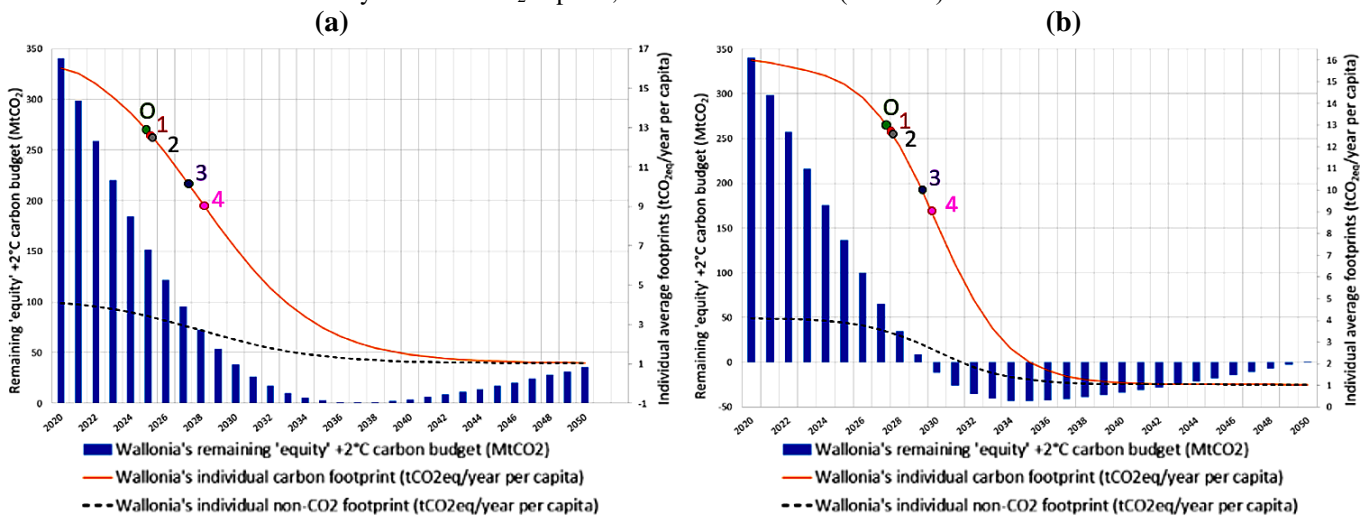 (a) (b)
350 300 250 200 150 100 50 0
Remaining 'equity' +2°C carbon budget (MtCO₂)
17 15 13 11 9 7 5 3 1 -1
Individual average footprints (tCO₂eq/year per capita)
O 1 2 3 4
2020 2022 2024 2026 2028 2030 2032 2034 2036 2038 2040 2042 2044 2046 2048 2050
Wallonia's remaining 'equity' +2°C carbon budget (MtCO2)
Wallonia's individual carbon footprint (tCO2eq/year per capita)
Wallonia's individual non-CO2 footprint (tCO2eq/year per capita)
350 300 250 200 150 100 50 0 -50
Remaining 'equity' +2°C carbon budget (MtCO₂)
16 15 14 13 12 11 10 9 8 7 6 5 4 3 2 1 0
Individual average footprints (tCO₂eq/year per capita)
O 1 2 3 4
2020 2022 2024 2026 2028 2030 2032 2034 2036 2038 2040 2042 2044 2046 2048 2050
Wallonia's remaining 'equity' +2°C carbon budget (MtCO2)
Wallonia's individual carbon footprint (tCO2eq/year per capita)
Wallonia's individual non-CO2 footprint (tCO2eq/year per capita)